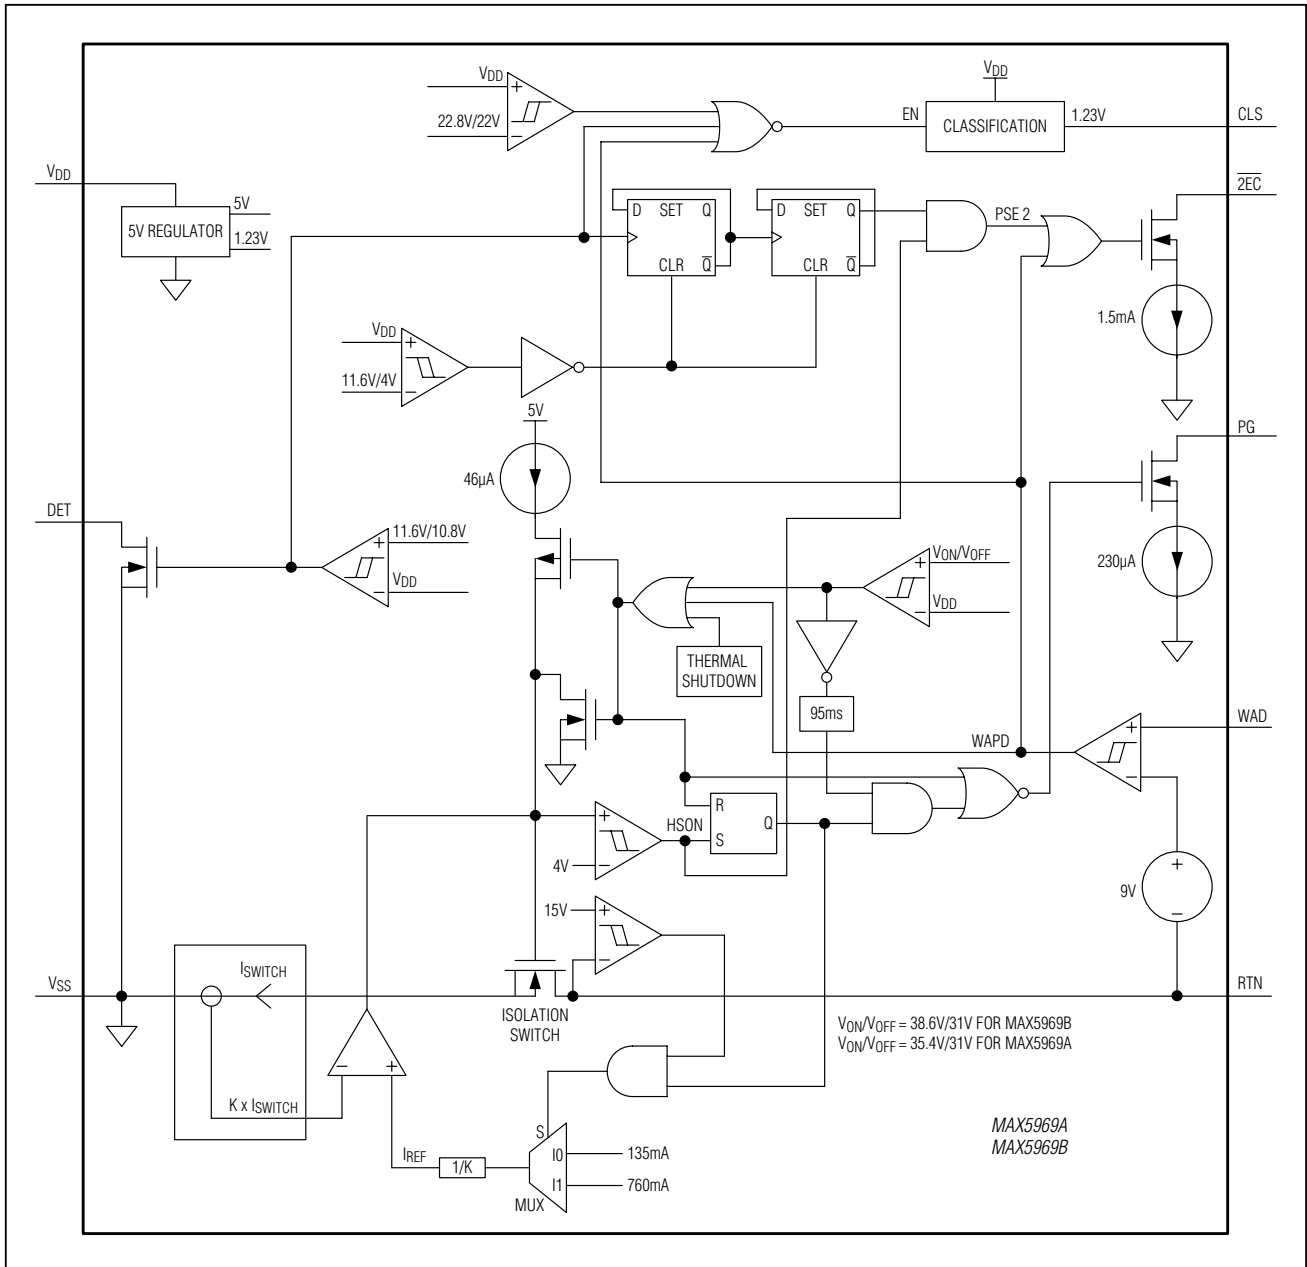 VDD
22.8V/22V
EN
VDD
CLASSIFICATION
1.23V
CLS
VDD
5V REGULATOR
5V
1.23V
D SET Q
CLR Q̅
D SET Q
CLR Q̅
PSE 2
2̅E̅C̅
1.5mA
VDD
11.6V/4V
5V
46µA
PG
230µA
DET
11.6V/10.8V
VDD
VON/VOFF
VDD
THERMAL
SHUTDOWN
95ms
WAPD
WAD
HSON
R
S
Q
4V
15V
9V
VSS
ISWITCH
ISOLATION
SWITCH
RTN
VON/VOFF = 38.6V/31V FOR MAX5969B
VON/VOFF = 35.4V/31V FOR MAX5969A
K x ISWITCH
IREF
1/K
S
I0
I1
MUX
135mA
760mA
MAX5969A
MAX5969B